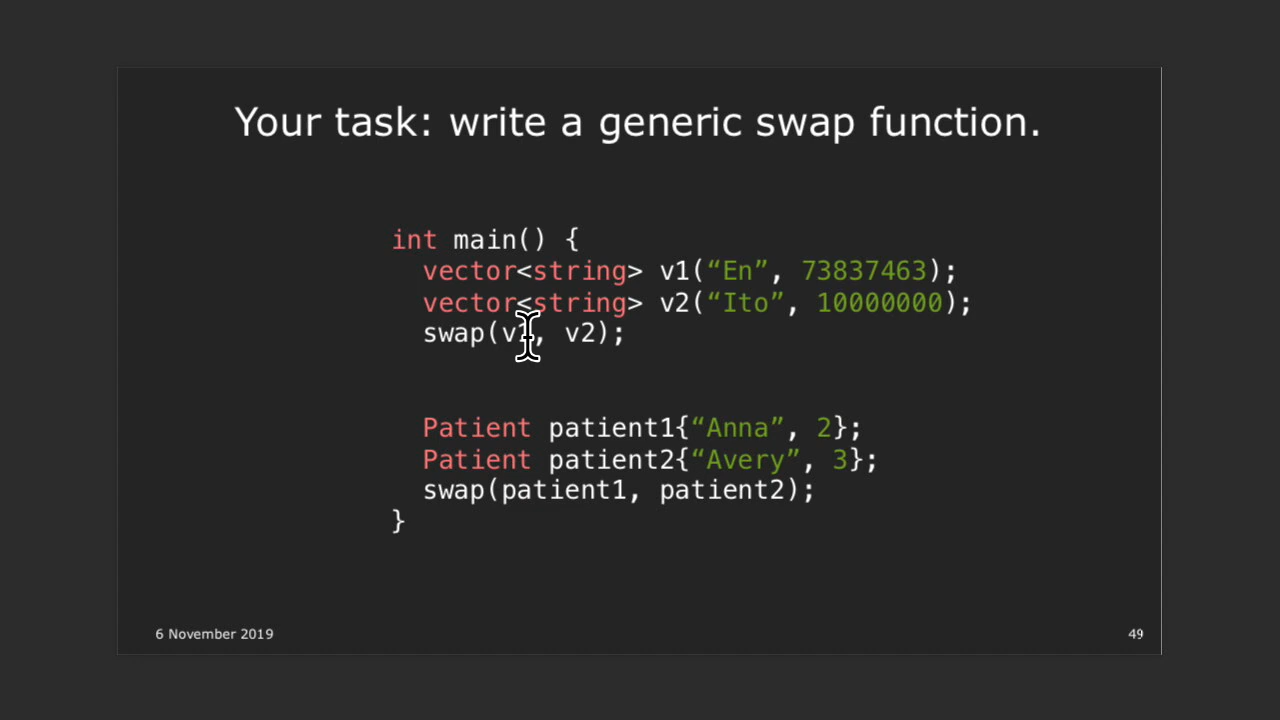 Your task: write a generic swap function.
int main() {
vector<string> v1(“En”, 73837463);
vector<string> v2(“Ito”, 10000000);
swap(v1, v2);
Patient patient1{“Anna”, 2};
Patient patient2{“Avery”, 3};
swap(patient1, patient2);
}
6 November 2019
49